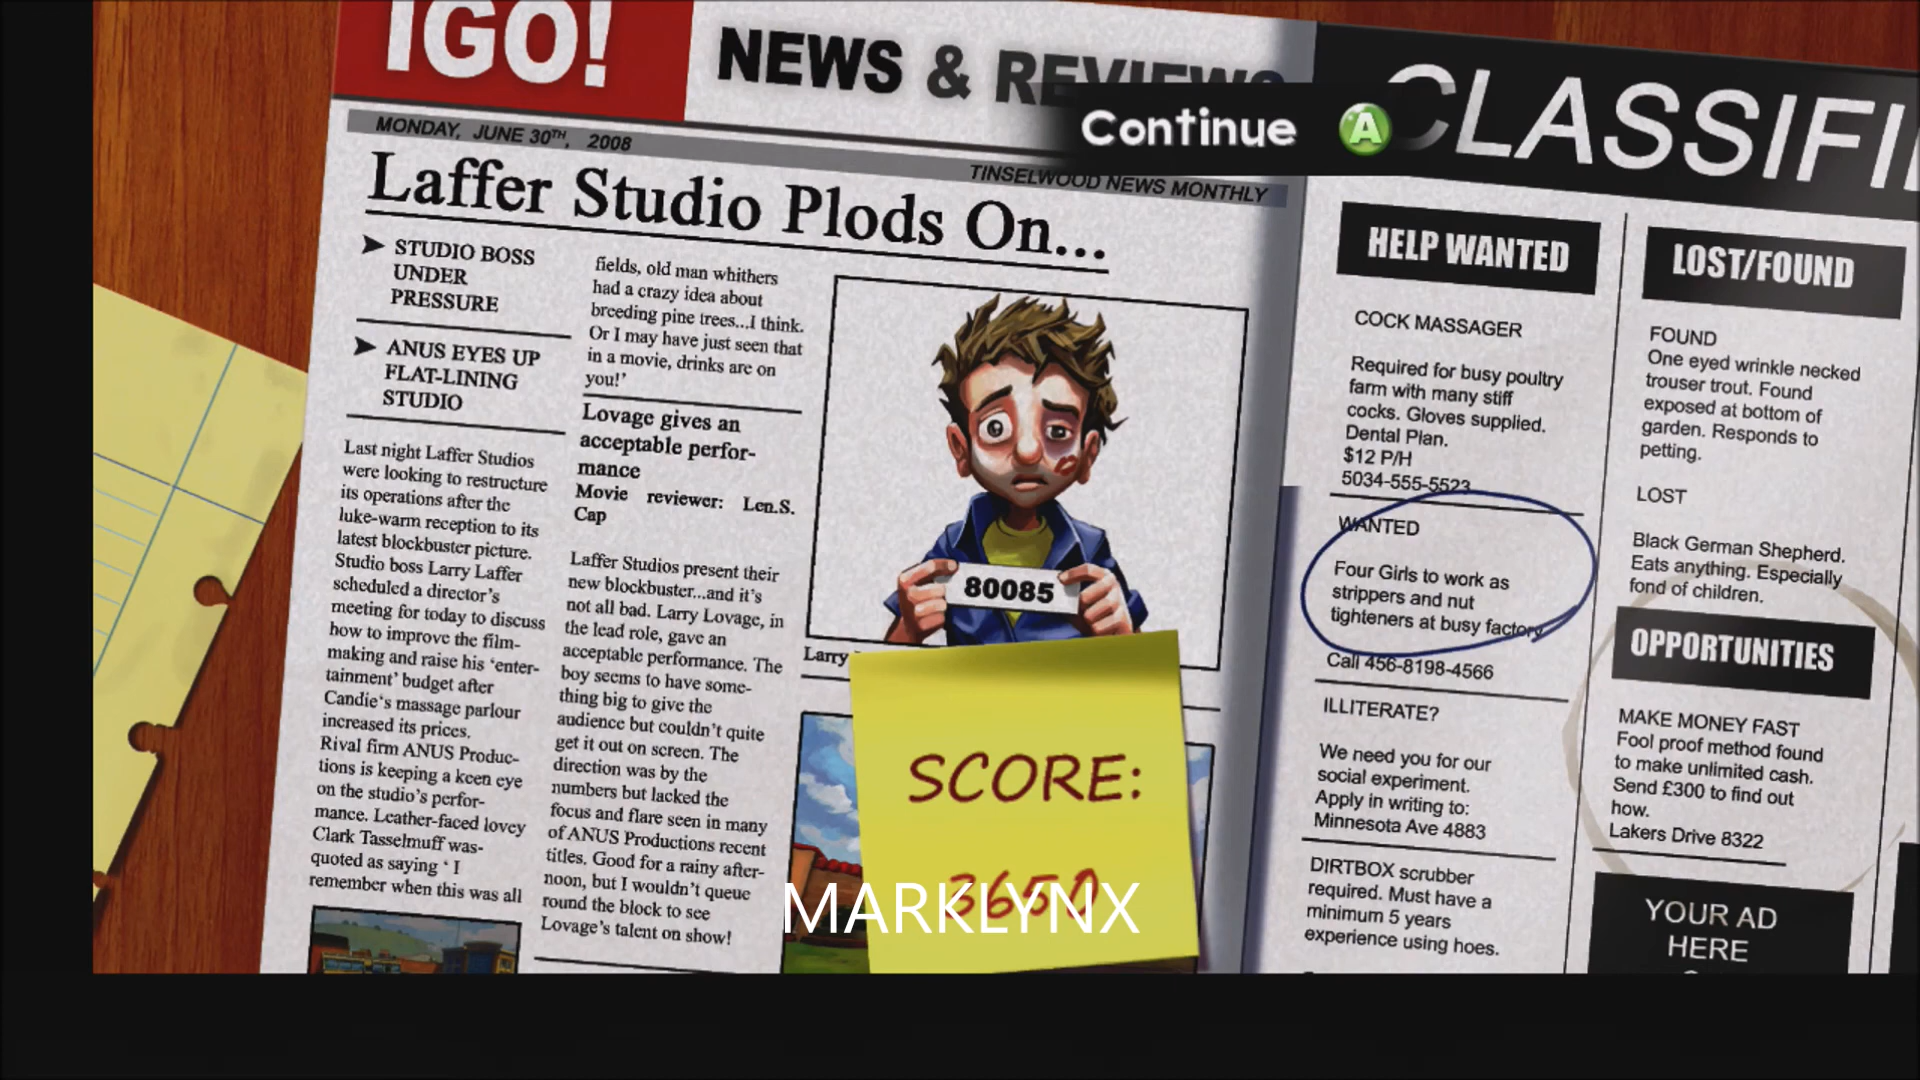 IGO!
NEWS & REVIEWS
CLASSIFI
Continue A
MONDAY, JUNE 30TH, 2008
TINSELWOOD NEWS MONTHLY
Laffer Studio Plods On...
STUDIO BOSS
UNDER
PRESSURE
ANUS EYES UP
FLAT-LINING
STUDIO
Last night Laffer Studios
were looking to restructure
its operations after the
luke-warm reception to its
latest blockbuster picture.
Studio boss Larry Laffer
scheduled a director's
meeting for today to discuss
how to improve the film-
making and raise his 'enter-
tainment' budget after
Candie's massage parlour
increased its prices.
Rival firm ANUS Produc-
tions is keeping a keen eye
on the studio's perfor-
mance. Leather-faced lovey
Clark Tasselmuff was-
quoted as saying ' I
remember when this was all
fields, old man whithers
had a crazy idea about
breeding pine trees...I think.
Or I may have just seen that
in a movie, drinks are on
you!'
Lovage gives an
acceptable perfor-
mance
Movie reviewer: Len.S.
Cap
Laffer Studios present their
new blockbuster...and it's
not all bad. Larry Lovage, in
the lead role, gave an
acceptable performance. The
boy seems to have some-
thing big to give the
audience but couldn't quite
get it out on screen. The
direction was by the
numbers but lacked the
focus and flare seen in many
of ANUS Productions recent
titles. Good for a rainy after-
noon, but I wouldn't queue
round the block to see
Lovage's talent on show!
80085
Larry
SCORE:
3650
MARKLYNX
HELP WANTED
COCK MASSAGER
Required for busy poultry
farm with many stiff
cocks. Gloves supplied.
Dental Plan.
$12 P/H
5034-555-5523
WANTED
Four Girls to work as
strippers and nut
tighteners at busy factory
Call 456-8198-4566
ILLITERATE?
We need you for our
social experiment.
Apply in writing to:
Minnesota Ave 4883
DIRTBOX scrubber
required. Must have a
minimum 5 years
experience using hoes.
LOST/FOUND
FOUND
One eyed wrinkle necked
trouser trout. Found
exposed at bottom of
garden. Responds to
petting.
LOST
Black German Shepherd.
Eats anything. Especially
fond of children.
OPPORTUNITIES
MAKE MONEY FAST
Fool proof method found
to make unlimited cash.
Send £300 to find out
how.
Lakers Drive 8322
YOUR AD
HERE